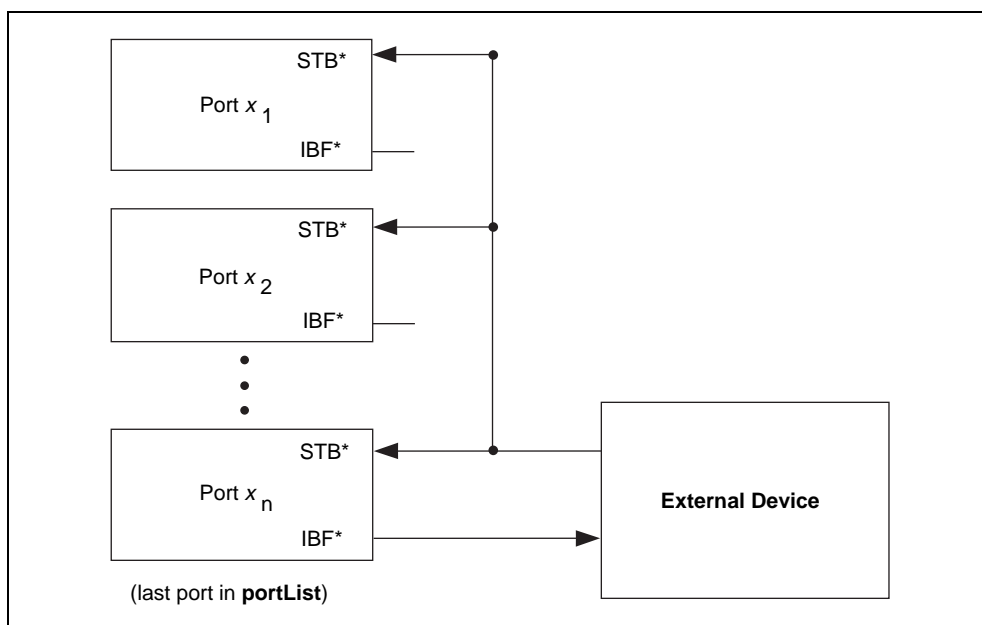 STB*
Port x 1
IBF*
STB*
Port x 2
IBF*
STB*
Port x n
IBF*
External Device
(last port in portList)